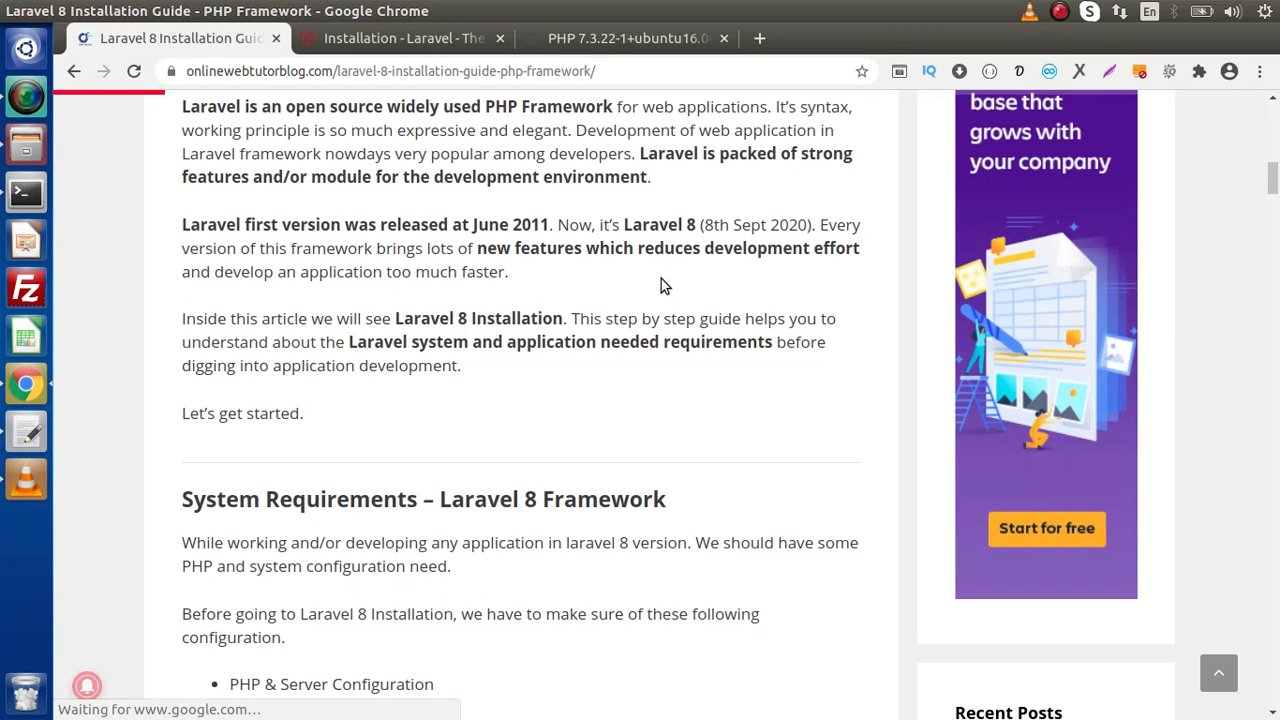 Laravel 8 Installation Guide - PHP Framework - Google Chrome
En
Laravel 8 Installation Guid
Installation - Laravel - The
PHP 7.3.22-1+ubuntu16.0
onlinewebtutorblog.com/laravel-8-installation-guide-php-framework/
IQ
Laravel is an open source widely used PHP Framework for web applications. It's syntax,
working principle is so much expressive and elegant. Development of web application in
Laravel framework nowdays very popular among developers. Laravel is packed of strong
features and/or module for the development environment.
Laravel first version was released at June 2011. Now, it's Laravel 8 (8th Sept 2020). Every
version of this framework brings lots of new features which reduces development effort
and develop an application too much faster.
Inside this article we will see Laravel 8 Installation. This step by step guide helps you to
understand about the Laravel system and application needed requirements before
digging into application development.
Let's get started.
System Requirements – Laravel 8 Framework
While working and/or developing any application in laravel 8 version. We should have some
PHP and system configuration need.
Before going to Laravel 8 Installation, we have to make sure of these following
configuration.
• PHP & Server Configuration
base that
grows with
your company
Start for free
Recent Posts
Waiting for www.google.com…